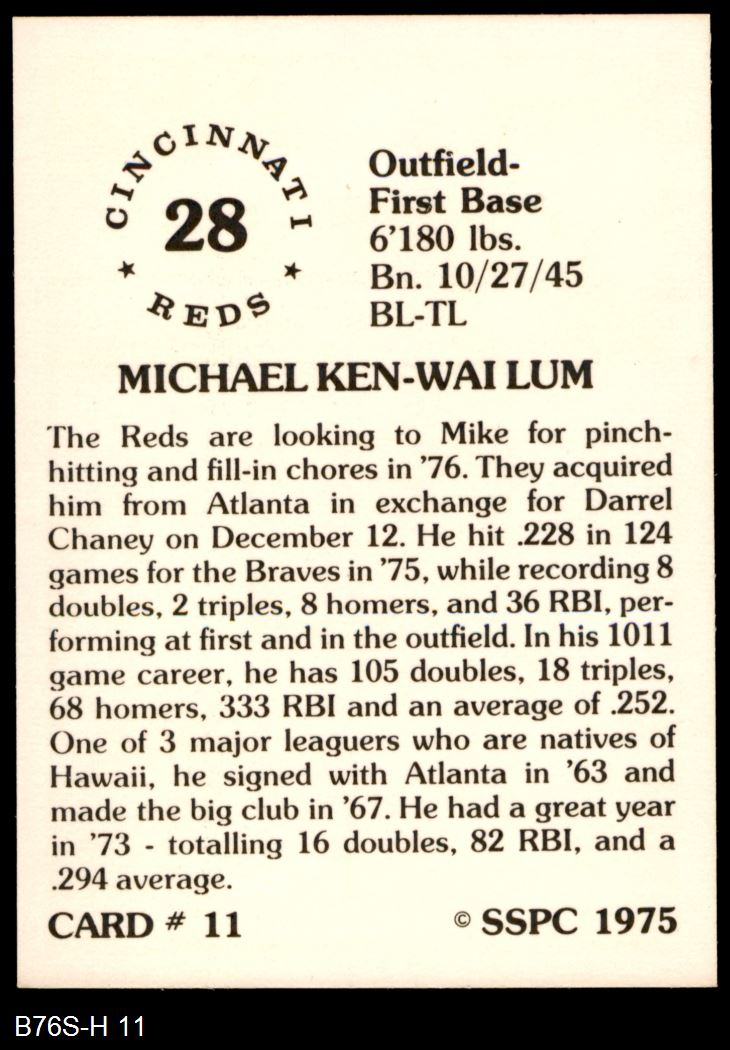 CINCINNATI
28
★ REDS ★
Outfield-
First Base
6'180 lbs.
Bn. 10/27/45
BL-TL
MICHAEL KEN-WAI LUM
The Reds are looking to Mike for pinch-
hitting and fill-in chores in '76. They acquired
him from Atlanta in exchange for Darrel
Chaney on December 12. He hit .228 in 124
games for the Braves in '75, while recording 8
doubles, 2 triples, 8 homers, and 36 RBI, per-
forming at first and in the outfield. In his 1011
game career, he has 105 doubles, 18 triples,
68 homers, 333 RBI and an average of .252.
One of 3 major leaguers who are natives of
Hawaii, he signed with Atlanta in '63 and
made the big club in '67. He had a great year
in '73 - totalling 16 doubles, 82 RBI, and a
.294 average.
CARD # 11 © SSPC 1975
B76S-H 11